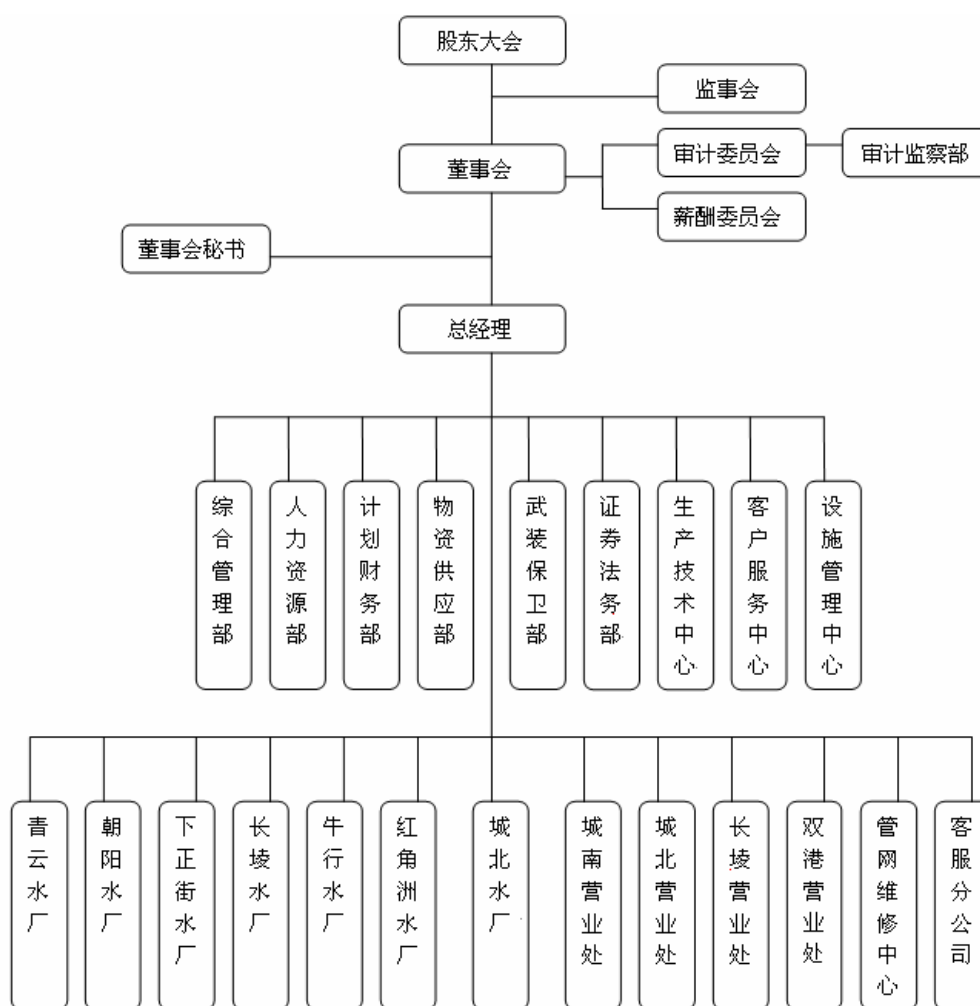 股东大会
监事会
董事会
审计委员会
审计监察部
薪酬委员会
董事会秘书
总经理
综合管理部
人力资源部
计划财务部
物资供应部
武装保卫部
证券法务部
生产技术中心
客户服务中心
设施管理中心
青云水厂
朝阳水厂
下正街水厂
长堎水厂
牛行水厂
红角洲水厂
城北水厂
城南营业处
城北营业处
长堎营业处
双港营业处
管网维修中心
客服分公司